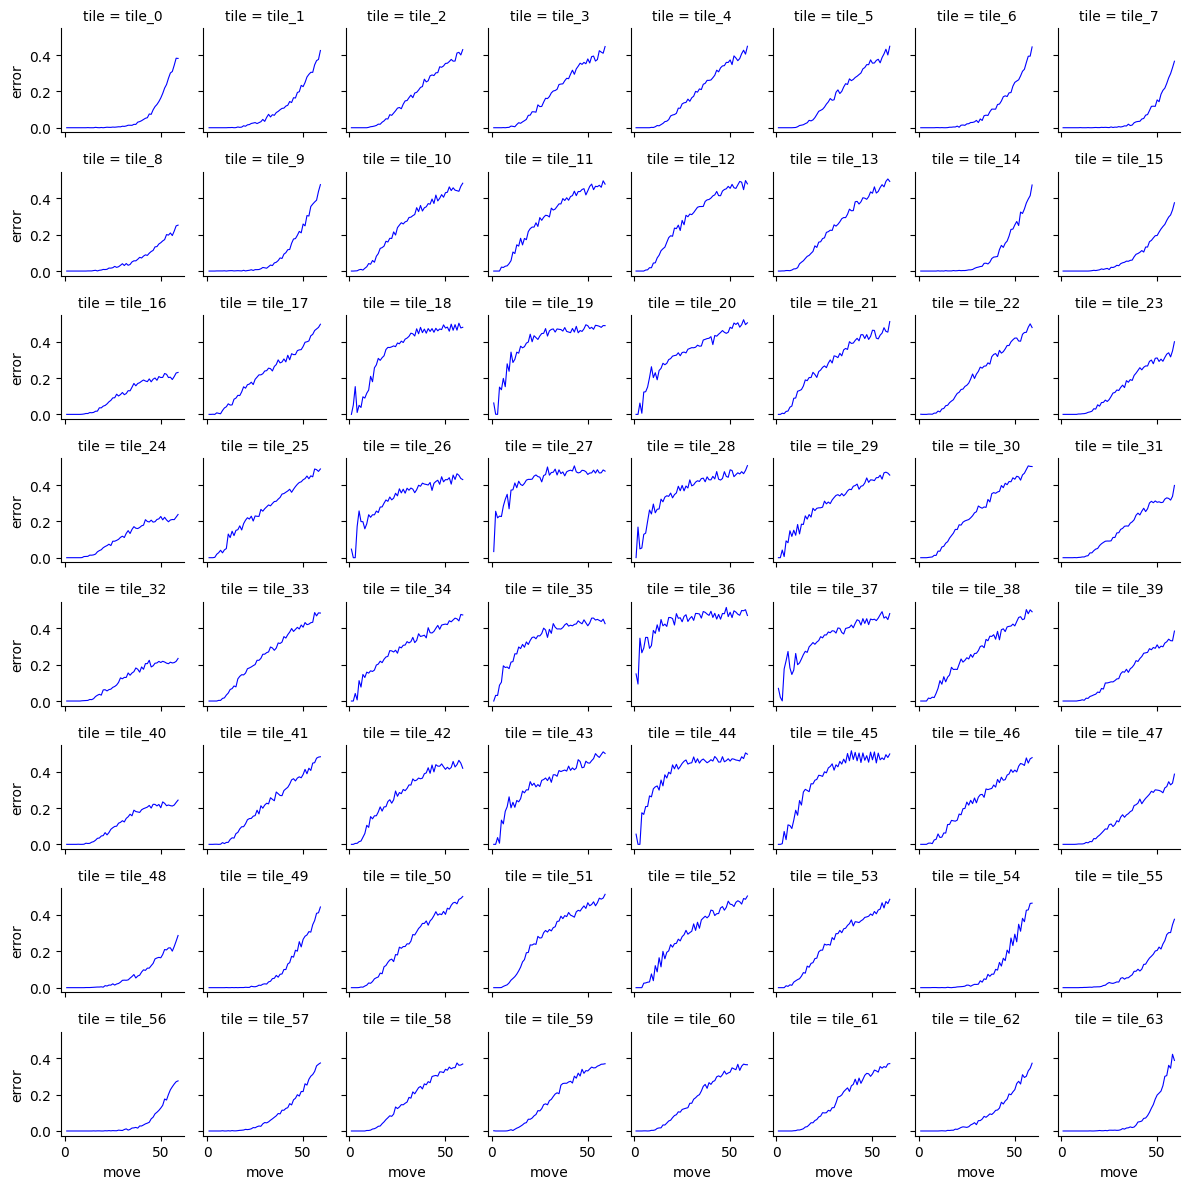 tile = tile_0 tile = tile_1 tile = tile_2 tile = tile_3 tile = tile_4 tile = tile_5 tile = tile_6 tile = tile_7
0.4
error
0.2
0.0
tile = tile_8 tile = tile_9 tile = tile_10 tile = tile_11 tile = tile_12 tile = tile_13 tile = tile_14 tile = tile_15
0.4
error
0.2
0.0
tile = tile_16 tile = tile_17 tile = tile_18 tile = tile_19 tile = tile_20 tile = tile_21 tile = tile_22 tile = tile_23
0.4
error
0.2
0.0
tile = tile_24 tile = tile_25 tile = tile_26 tile = tile_27 tile = tile_28 tile = tile_29 tile = tile_30 tile = tile_31
0.4
error
0.2
0.0
tile = tile_32 tile = tile_33 tile = tile_34 tile = tile_35 tile = tile_36 tile = tile_37 tile = tile_38 tile = tile_39
0.4
error
0.2
0.0
tile = tile_40 tile = tile_41 tile = tile_42 tile = tile_43 tile = tile_44 tile = tile_45 tile = tile_46 tile = tile_47
0.4
error
0.2
0.0
tile = tile_48 tile = tile_49 tile = tile_50 tile = tile_51 tile = tile_52 tile = tile_53 tile = tile_54 tile = tile_55
0.4
error
0.2
0.0
tile = tile_56 tile = tile_57 tile = tile_58 tile = tile_59 tile = tile_60 tile = tile_61 tile = tile_62 tile = tile_63
0.4
error
0.2
0.0
0 50 0 50 0 50 0 50 0 50 0 50 0 50 0 50
move move move move move move move move